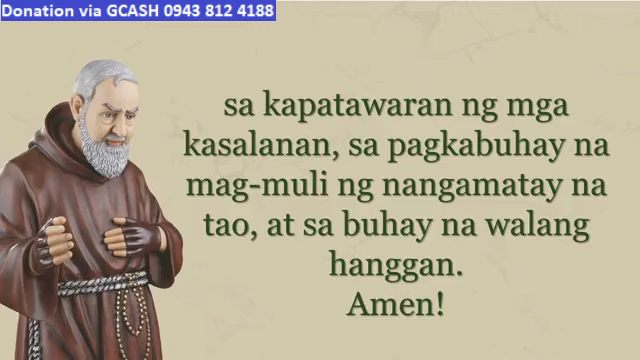 Donation via GCASH 0943 812 4188
sa kapatawaran ng mga
kasalanan, sa pagkabuhay na
mag-muli ng nangamatay na
tao, at sa buhay na walang
hanggan.
Amen!